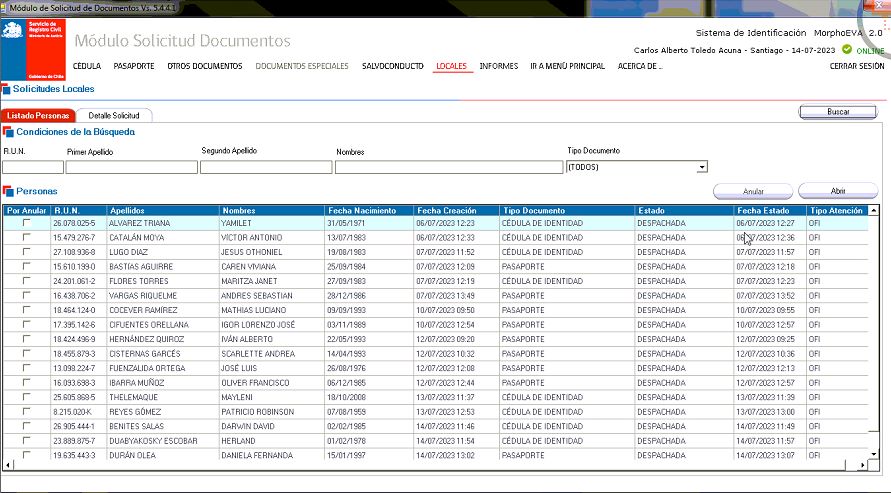 Módulo de Solicitud de Documentos Vs. 5.4.4.1
Servicio de
Registro Civil
Ministerio de Justicia
Gobierno de Chile
Módulo Solicitud Documentos
Sistema de Identificación MorphoEVA 2.0
Carlos Alberto Toledo Acuna - Santiago - 14-07-2023 ONLINE
CÉDULA PASAPORTE OTROS DOCUMENTOS DOCUMENTOS ESPECIALES SALVOCONDUCTO LOCALES INFORMES IR A MENÚ PRINCIPAL ACERCA DE .. CERRAR SESIÓN
Solicitudes Locales
Listado Personas Detalle Solicitud Buscar
Condiciones de la Búsqueda
R.U.N. Primer Apellido Segundo Apellido Nombres Tipo Documento
(TODOS)
Personas Anular Abrir
Por Anular R.U.N. Apellidos Nombres Fecha Nacimiento Fecha Creación Tipo Documento Estado Fecha Estado Tipo Atención
26.078.025-5 ALVAREZ TRIANA YAMILET 31/05/1971 06/07/2023 12:23 CÉDULA DE IDENTIDAD DESPACHADA 06/07/2023 12:27 OFI
15.479.276-7 CATALÁN MOYA VÍCTOR ANTONIO 13/07/1983 06/07/2023 12:33 CÉDULA DE IDENTIDAD DESPACHADA 06/07/2023 12:36 OFI
27.108.936-8 LUGO DIAZ JESUS OTHONIEL 19/08/1983 07/07/2023 11:52 CÉDULA DE IDENTIDAD DESPACHADA 07/07/2023 11:57 OFI
15.610.199-0 BASTÍAS AGUIRRE CAREN VIVIANA 25/09/1984 07/07/2023 12:09 PASAPORTE DESPACHADA 07/07/2023 12:18 OFI
24.201.061-2 FLORES TORRES MARITZA JANET 27/09/1983 07/07/2023 12:19 CÉDULA DE IDENTIDAD DESPACHADA 07/07/2023 12:23 OFI
16.438.706-2 VARGAS RIQUELME ANDRES SEBASTIAN 28/12/1986 07/07/2023 13:49 PASAPORTE DESPACHADA 07/07/2023 13:52 OFI
18.464.124-0 COCEVER RAMÍREZ MATHIAS LUCIANO 09/09/1993 10/07/2023 09:50 PASAPORTE DESPACHADA 10/07/2023 09:55 OFI
17.395.142-6 CIFUENTES ORELLANA IGOR LORENZO JOSÉ 03/11/1989 10/07/2023 12:54 PASAPORTE DESPACHADA 10/07/2023 12:57 OFI
18.424.496-9 HERNÁNDEZ QUIROZ IVÁN ALBERTO 22/05/1993 12/07/2023 09:20 PASAPORTE DESPACHADA 12/07/2023 09:25 OFI
18.455.879-3 CISTERNAS GARCÉS SCARLETTE ANDREA 14/04/1993 12/07/2023 10:32 PASAPORTE DESPACHADA 12/07/2023 10:36 OFI
13.098.224-7 FUENZALIDA ORTEGA JOSÉ LUIS 26/08/1976 12/07/2023 12:08 PASAPORTE DESPACHADA 12/07/2023 12:13 OFI
16.093.698-3 IBARRA MUÑOZ OLIVER FRANCISCO 06/12/1985 12/07/2023 12:44 PASAPORTE DESPACHADA 12/07/2023 12:57 OFI
25.605.869-5 THELEMAQUE MAYLENI 18/10/2008 13/07/2023 11:37 CÉDULA DE IDENTIDAD DESPACHADA 13/07/2023 11:39 OFI
8.215.020-K REYES GÓMEZ PATRICIO ROBINSON 07/08/1959 13/07/2023 12:53 CÉDULA DE IDENTIDAD DESPACHADA 13/07/2023 13:00 OFI
26.905.444-1 BENITES SALAS DARWIN DAVID 02/02/1985 14/07/2023 11:46 CÉDULA DE IDENTIDAD DESPACHADA 14/07/2023 11:49 OFI
23.889.875-7 DUABYAKOSKY ESCOBAR HERLAND 01/02/1978 14/07/2023 11:54 CÉDULA DE IDENTIDAD DESPACHADA 14/07/2023 11:57 OFI
19.635.443-3 DURÁN OLEA DANIELA FERNANDA 15/01/1997 14/07/2023 13:02 PASAPORTE DESPACHADA 14/07/2023 13:07 OFI